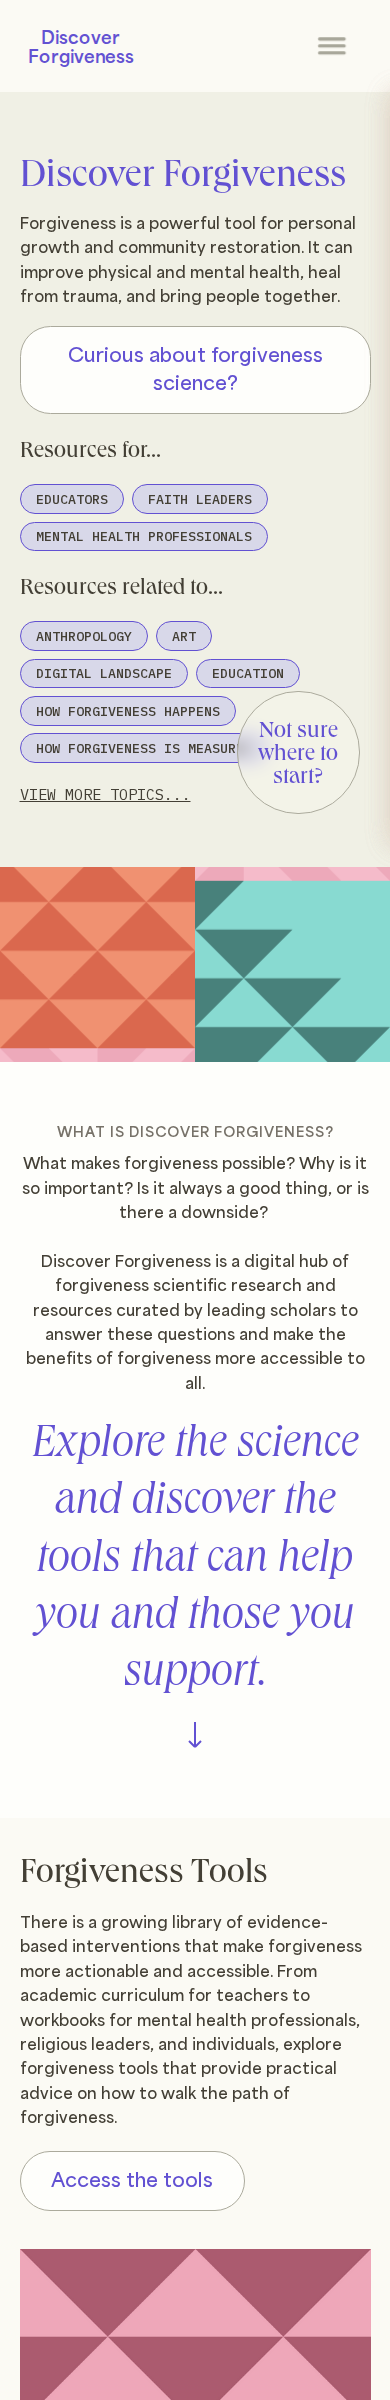 Discover
Forgiveness
Discover Forgiveness
Forgiveness is a powerful tool for personal
growth and community restoration. It can
improve physical and mental health, heal
from trauma, and bring people together.
Curious about forgiveness
science?
Resources for...
EDUCATORS
FAITH LEADERS
MENTAL HEALTH PROFESSIONALS
Resources related to...
ANTHROPOLOGY
ART
DIGITAL LANDSCAPE
EDUCATION
HOW FORGIVENESS HAPPENS
HOW FORGIVENESS IS
Not sure
where to
start?
VIEW MORE TOPICS...
WHAT IS DISCOVER FORGIVENESS?
What makes forgiveness possible? Why is it
so important? Is it always a good thing, or is
there a downside?
Discover Forgiveness is a digital hub of
forgiveness scientific research and
resources curated by leading scholars to
answer these questions and make the
benefits of forgiveness more accessible to
all.
Explore the science
and discover the
tools that can help
you and those you
support.
Forgiveness Tools
There is a growing library of evidence-
based interventions that make forgiveness
more actionable and accessible. From
academic curriculum for teachers to
workbooks for mental health professionals,
religious leaders, and individuals, explore
forgiveness tools that provide practical
advice on how to walk the path of
forgiveness.
Access the tools